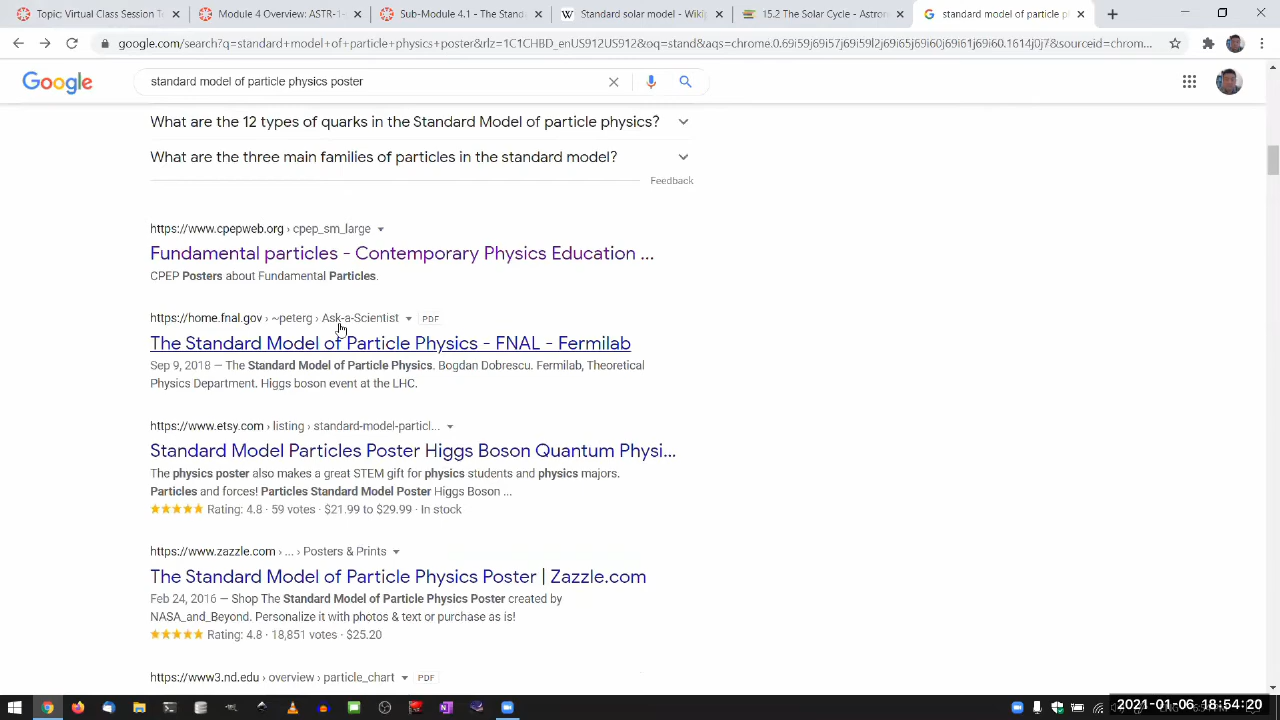 Topic: Virtual Class Session T
Module 4 Overview: ASTR-1-
Sub-Module 4.1 - The Stand
Standard solar model - Wikip
15.2 The Solar Cycle - Astron
standard model of particle p
google.com/search?q=standard+model+of+particle+physics+poster&rlz=1C1CHBD_enUS912US912&oq=stand&aqs=chrome.0.69i59j69i57j69i59l2j69i65j69i60j69i61j69i60.1614j0j7&sourceid=chrom...
Google
standard model of particle physics poster
What are the 12 types of quarks in the Standard Model of particle physics?
What are the three main families of particles in the standard model?
Feedback
https://www.cpepweb.org › cpep_sm_large
Fundamental particles - Contemporary Physics Education ...
CPEP Posters about Fundamental Particles.
https://home.fnal.gov › ~peterg › Ask-a-Scientist PDF
The Standard Model of Particle Physics - FNAL - Fermilab
Sep 9, 2018 — The Standard Model of Particle Physics. Bogdan Dobrescu. Fermilab, Theoretical
Physics Department. Higgs boson event at the LHC.
https://www.etsy.com › listing › standard-model-particl...
Standard Model Particles Poster Higgs Boson Quantum Physi...
The physics poster also makes a great STEM gift for physics students and physics majors.
Particles and forces! Particles Standard Model Poster Higgs Boson ...
Rating: 4.8 · 59 votes · $21.99 to $29.99 · In stock
https://www.zazzle.com › ... › Posters & Prints
The Standard Model of Particle Physics Poster | Zazzle.com
Feb 24, 2016 — Shop The Standard Model of Particle Physics Poster created by
NASA_and_Beyond. Personalize it with photos & text or purchase as is!
Rating: 4.8 · 18,851 votes · $25.20
https://www3.nd.edu › overview › particle_chart PDF
2021-01-06 18:54:20